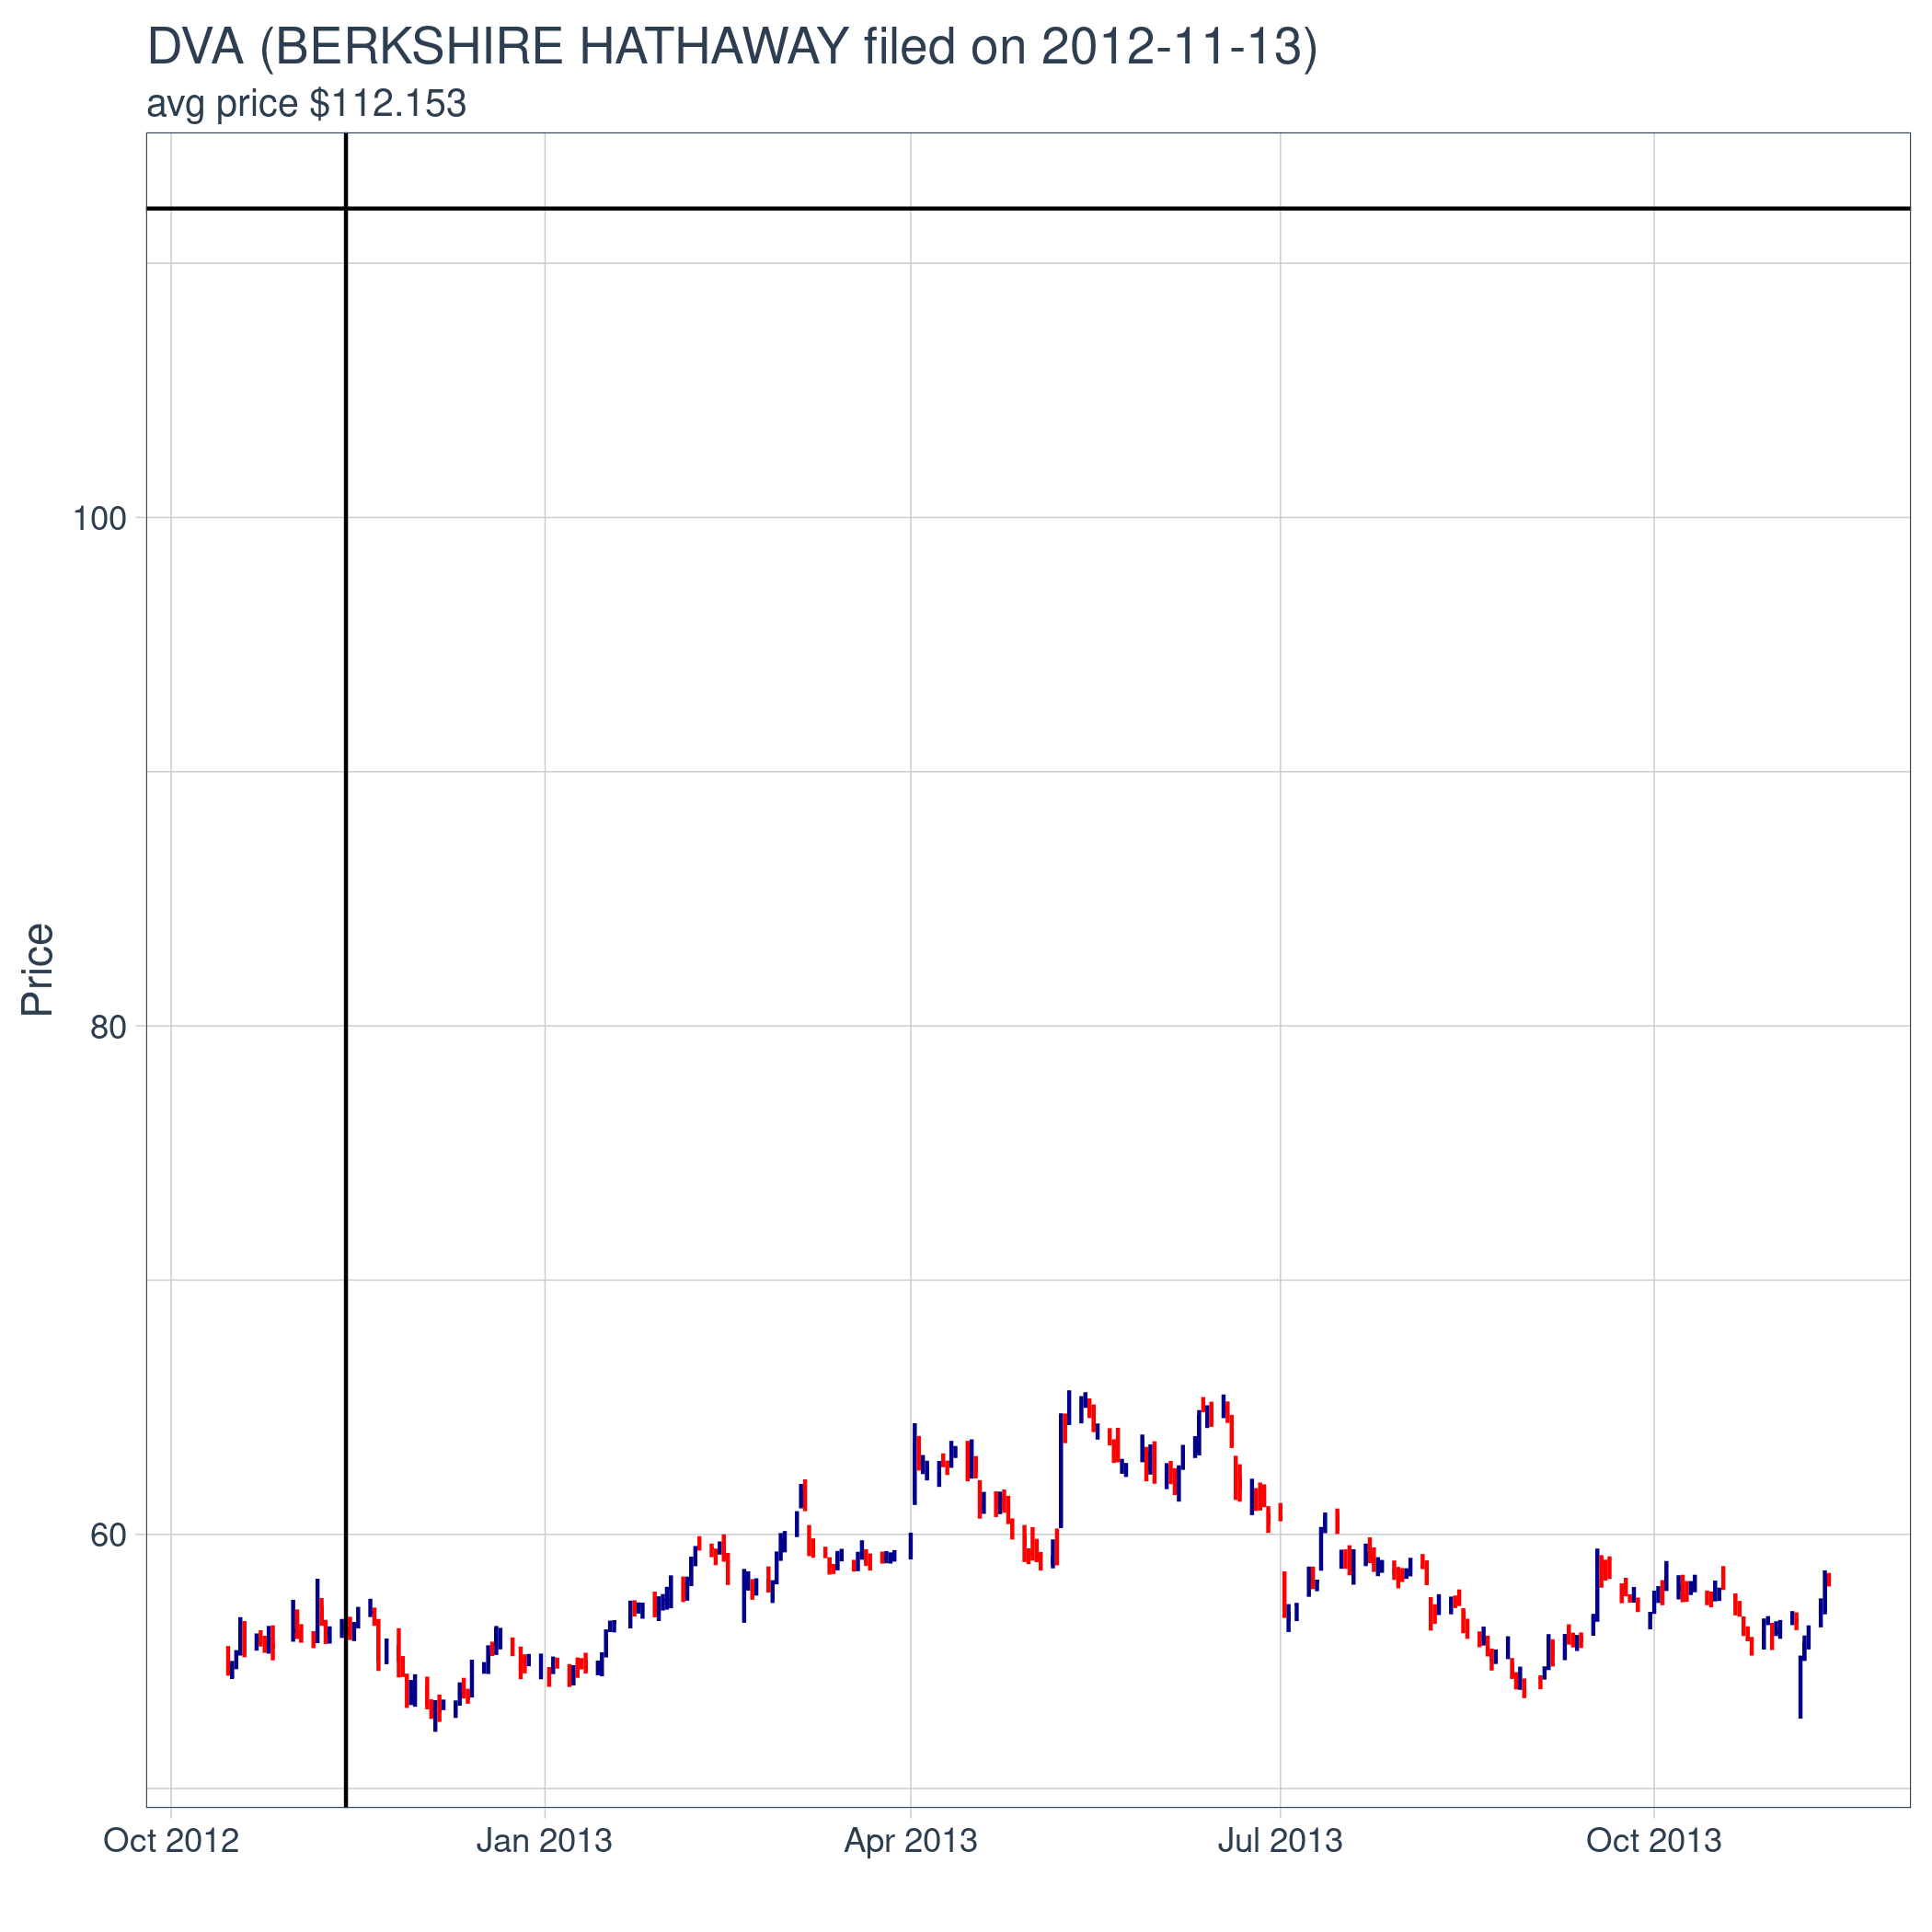 DVA (BERKSHIRE HATHAWAY filed on 2012-11-13)
avg price $112.153
Price
100
80
60
Oct 2012
Jan 2013
Apr 2013
Jul 2013
Oct 2013